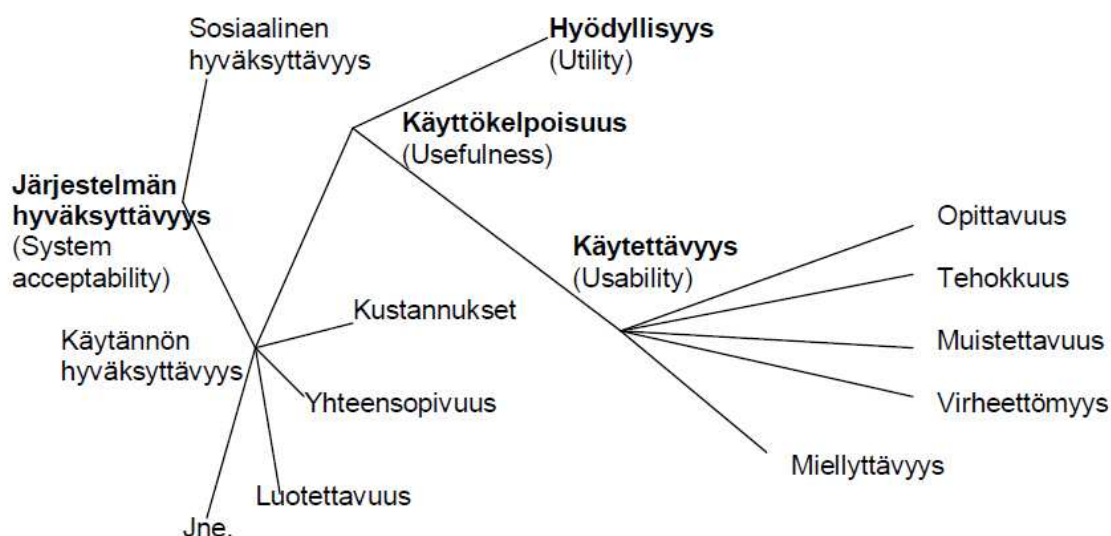 Sosiaalinen
hyväksyttävyys
Hyödyllisyys
(Utility)
Käyttökelpoisuus
(Usefulness)
Järjestelmän
hyväksyttävyys
(System
acceptability)
Käytettävyys
(Usability)
Opittavuus
Tehokkuus
Muistettavuus
Virheettömyys
Miellyttävyys
Kustannukset
Käytännön
hyväksyttävyys
Yhteensopivuus
Luotettavuus
Jne.